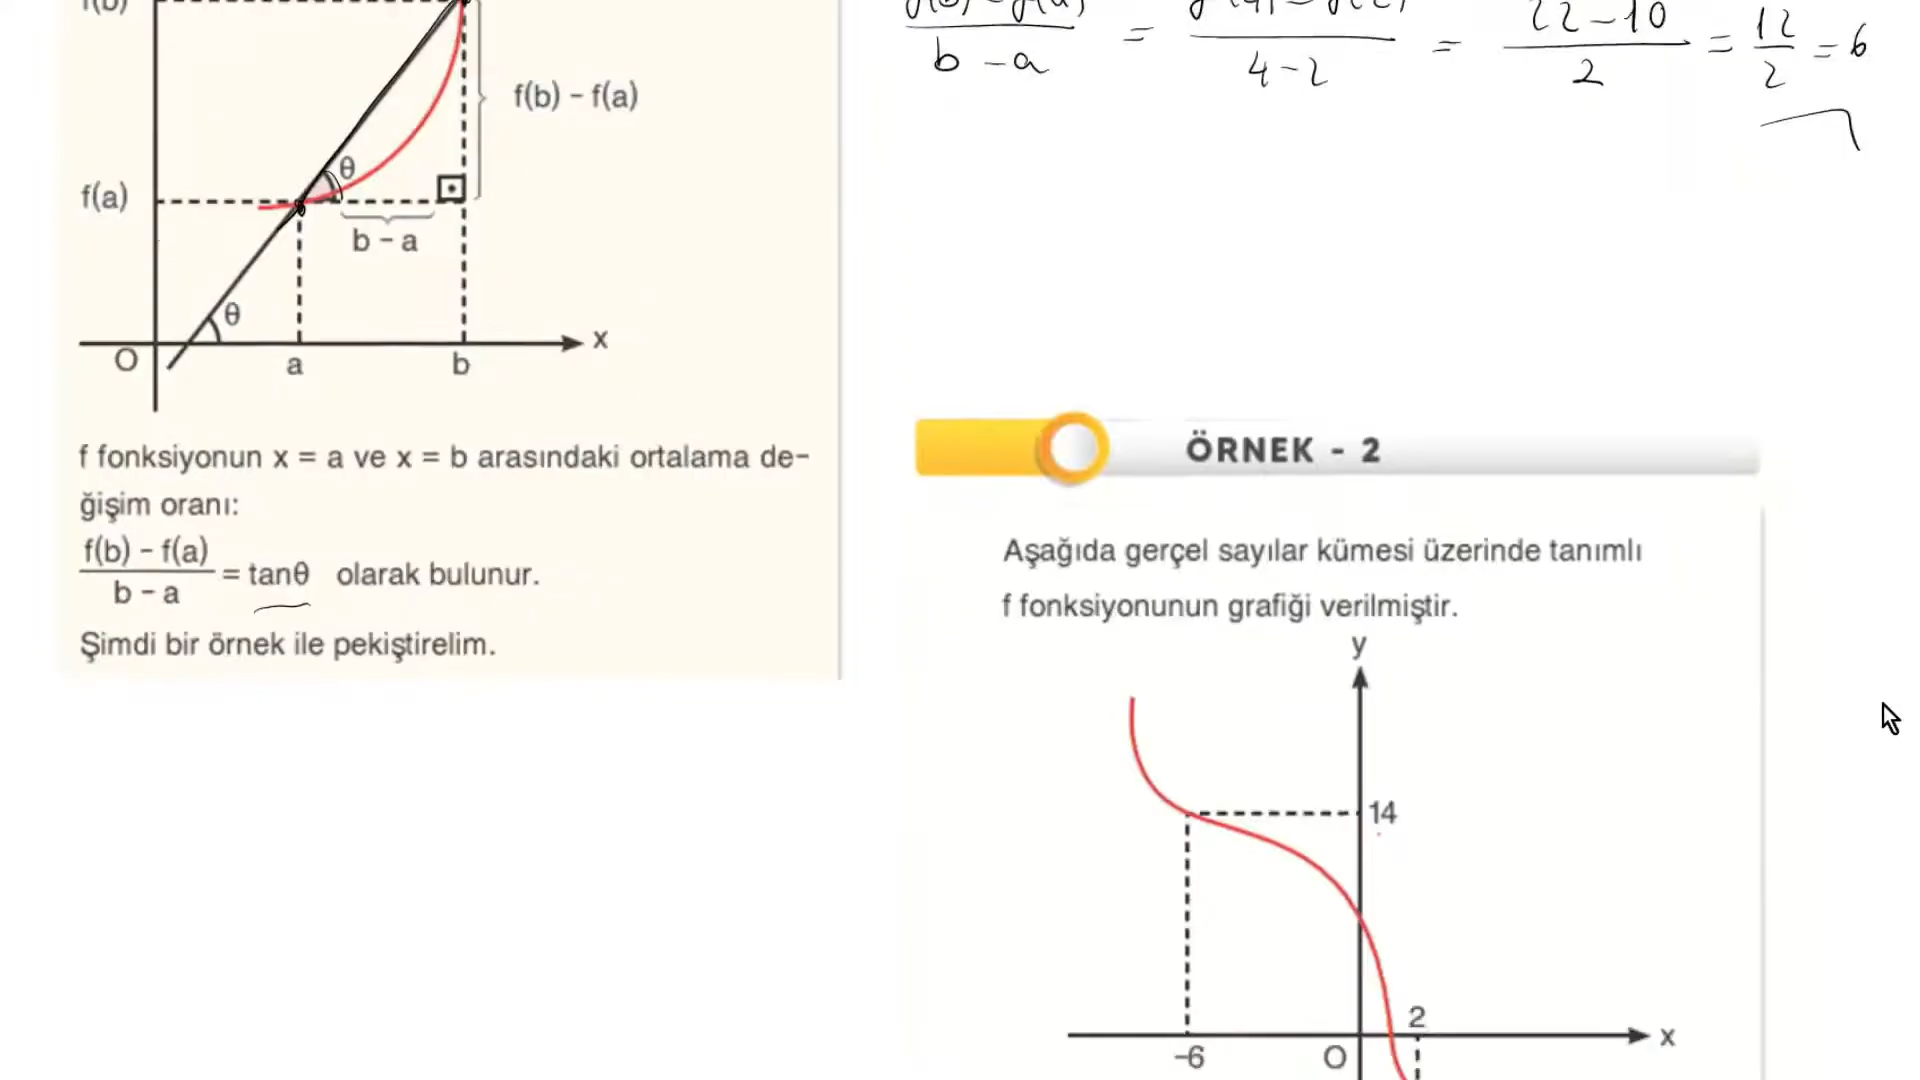 f(b)
f(b) - f(a)
θ
f(a)
b - a
θ
x
O
a
b
f fonksiyonun x = a ve x = b arasındaki ortalama de-
ğişim oranı:
f(b) - f(a)
b - a
= tanθ olarak bulunur.
Şimdi bir örnek ile pekiştirelim.
b - a = 4 - 2 = 22 - 10 / 2 = 12 / 2 = 6
ÖRNEK - 2
Aşağıda gerçel sayılar kümesi üzerinde tanımlı
f fonksiyonunun grafiği verilmiştir.
y
14
2
x
-6
O